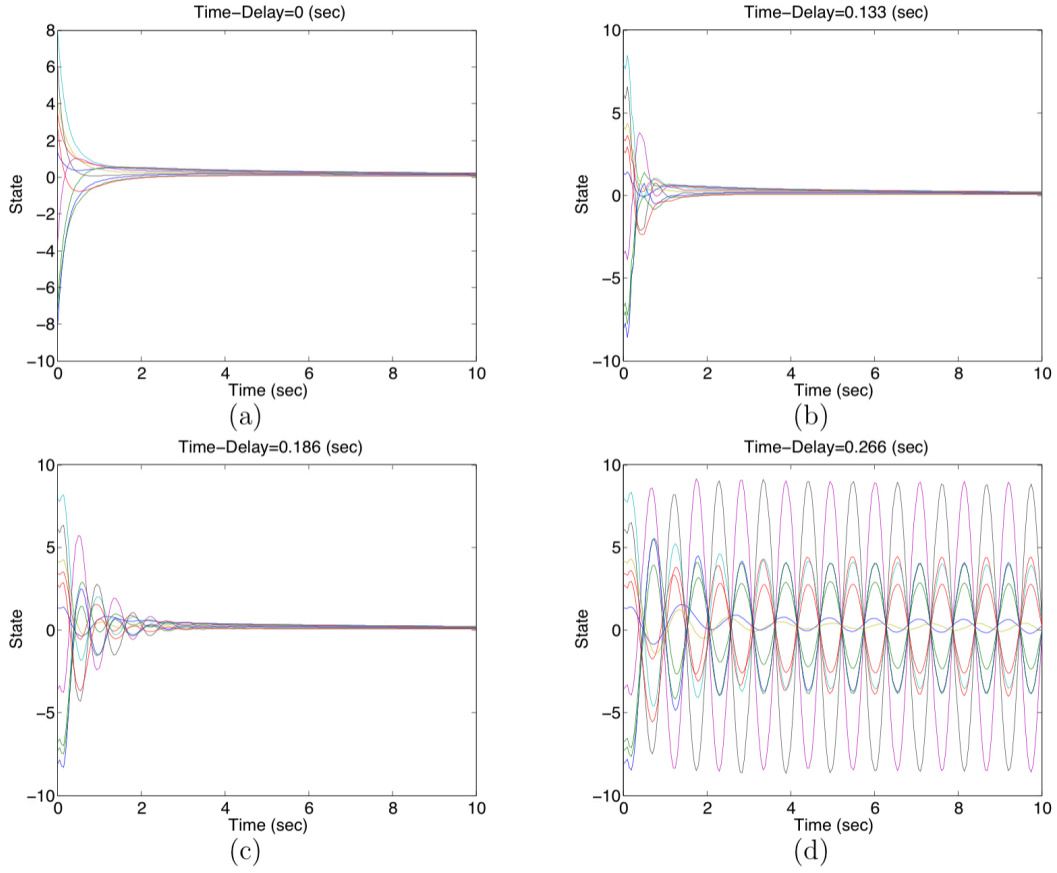 Time-Delay=0 (sec)
8
6
4
2
0
-2
-4
-6
-8
-10
State
0 2 4 6 8 10
Time (sec)
(a)
Time-Delay=0.133 (sec)
10
5
0
-5
-10
State
0 2 4 6 8 10
Time (sec)
(b)
Time-Delay=0.186 (sec)
10
5
0
-5
-10
State
0 2 4 6 8 10
Time (sec)
(c)
Time-Delay=0.266 (sec)
10
5
0
-5
-10
State
0 2 4 6 8 10
Time (sec)
(d)